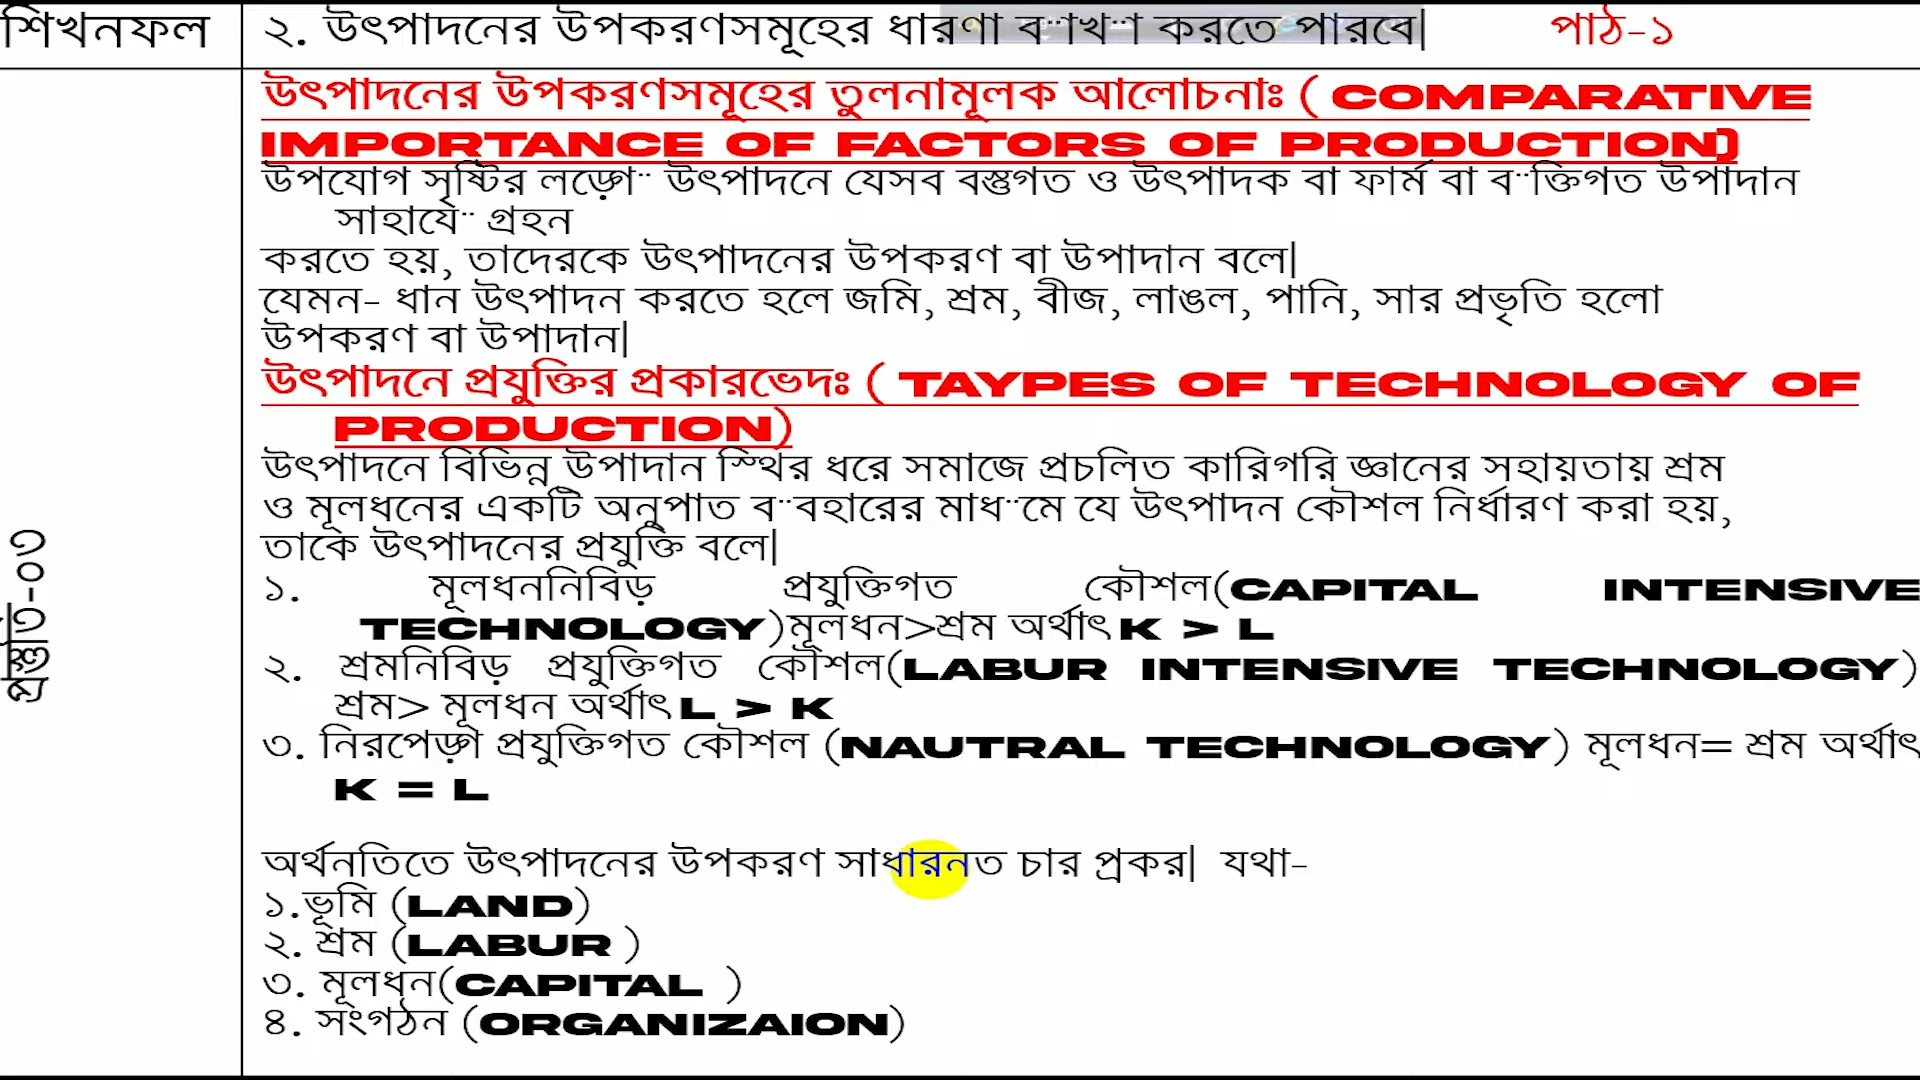 শিখনফল
২. উৎপাদনের উপকরণসমূহের ধারণা ব¨াখ¨া করতে পারবে|
পাঠ-১
উৎপাদনের উপকরণসমূহের তুলনামূলক আলোচনাঃ ( COMPARATIVE
IMPORTANCE OF FACTORS OF PRODUCTION)
উপযোগ সৃষ্টির লড়্গে¨ উৎপাদনে যেসব বস্তুগত ও উৎপাদক বা ফার্ম বা ব¨ক্তিগত উপাদান
সাহায্যে¨ গ্রহন
করতে হয়, তাদেরকে উৎপাদনের উপকরণ বা উপাদান বলে|
যেমন- ধান উৎপাদন করতে হলে জমি, শ্রম, বীজ, লাঙল, পানি, সার প্রভৃতি হলো
উপকরণ বা উপাদান|
উৎপাদনে প্রযুক্তির প্রকারভেদঃ ( TAYPES OF TECHNOLOGY OF
PRODUCTION)
উৎপাদনে বিভিন্ন উপাদান স্থির ধরে সমাজে প্রচলিত কারিগরি জ্ঞানের সহায়তায় শ্রম
ও মূলধনের একটি অনুপাত ব¨বহারের মাধ¨মে যে উৎপাদন কৌশল নির্ধারণ করা হয়,
তাকে উৎপাদনের প্রযুক্তি বলে|
১. মূলধননিবিড় প্রযুক্তিগত কৌশল(CAPITAL INTENSIVE
TECHNOLOGY)মূলধন>শ্রম অর্থাৎ K > L
২. শ্রমনিবিড় প্রযুক্তিগত কৌশল(LABUR INTENSIVE TECHNOLOGY)
শ্রম> মূলধন অর্থাৎ L > K
৩. নিরপেড়্গ প্রযুক্তিগত কৌশল (NAUTRAL TECHNOLOGY) মূলধন= শ্রম অর্থাৎ
K = L
প্রস্তুতি-০৩
অর্থনতিতে উৎপাদনের উপকরণ সাধারনত চার প্রকর| যথা-
১.ভূমি (LAND)
২. শ্রম (LABUR )
৩. মূলধন(CAPITAL )
৪. সংগঠন (ORGANIZAION)